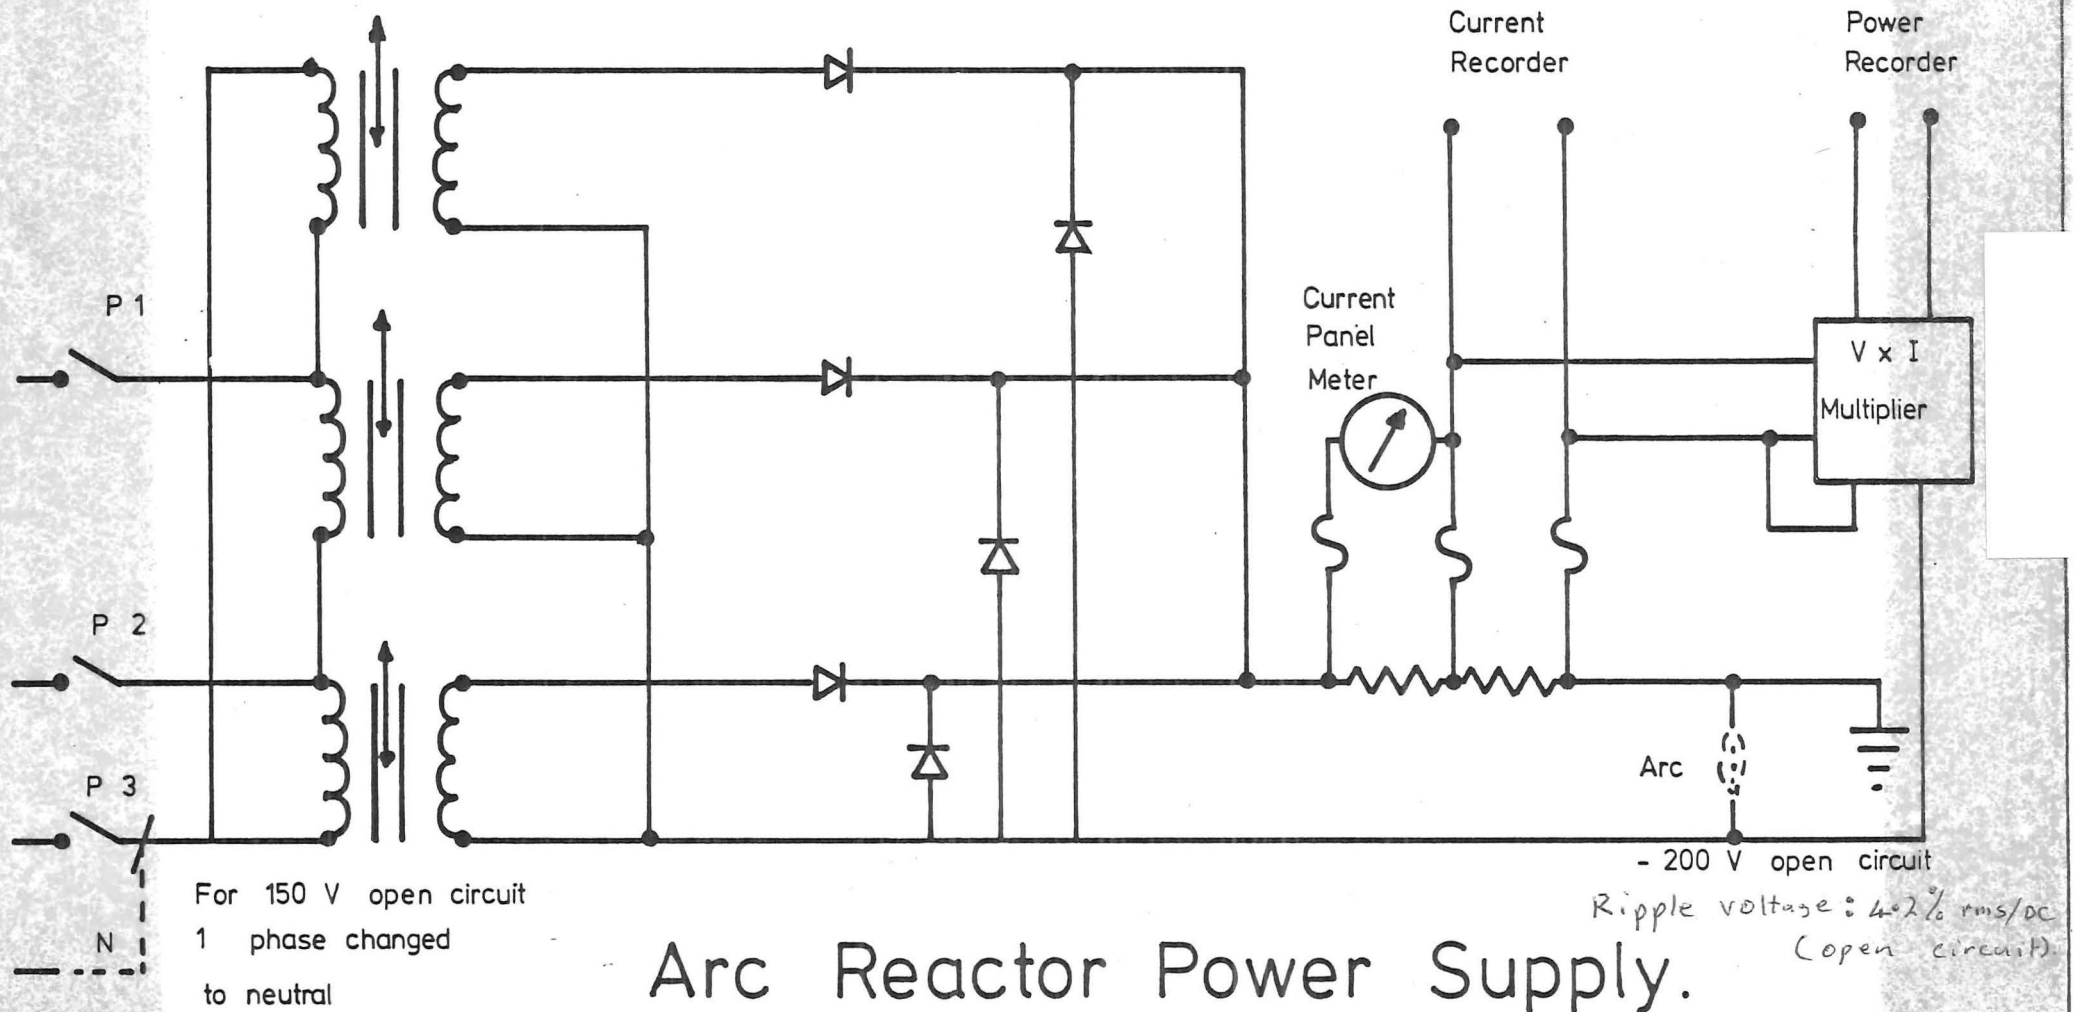 Current
Recorder
Power
Recorder
P 1
Current
Panel
Meter
V x I
Multiplier
P 2
P 3
Arc
- 200 V open circuit
For 150 V open circuit
1 phase changed
to neutral
N
Ripple voltage : 4.2% rms/DC
(open circuit).
Arc Reactor Power Supply.